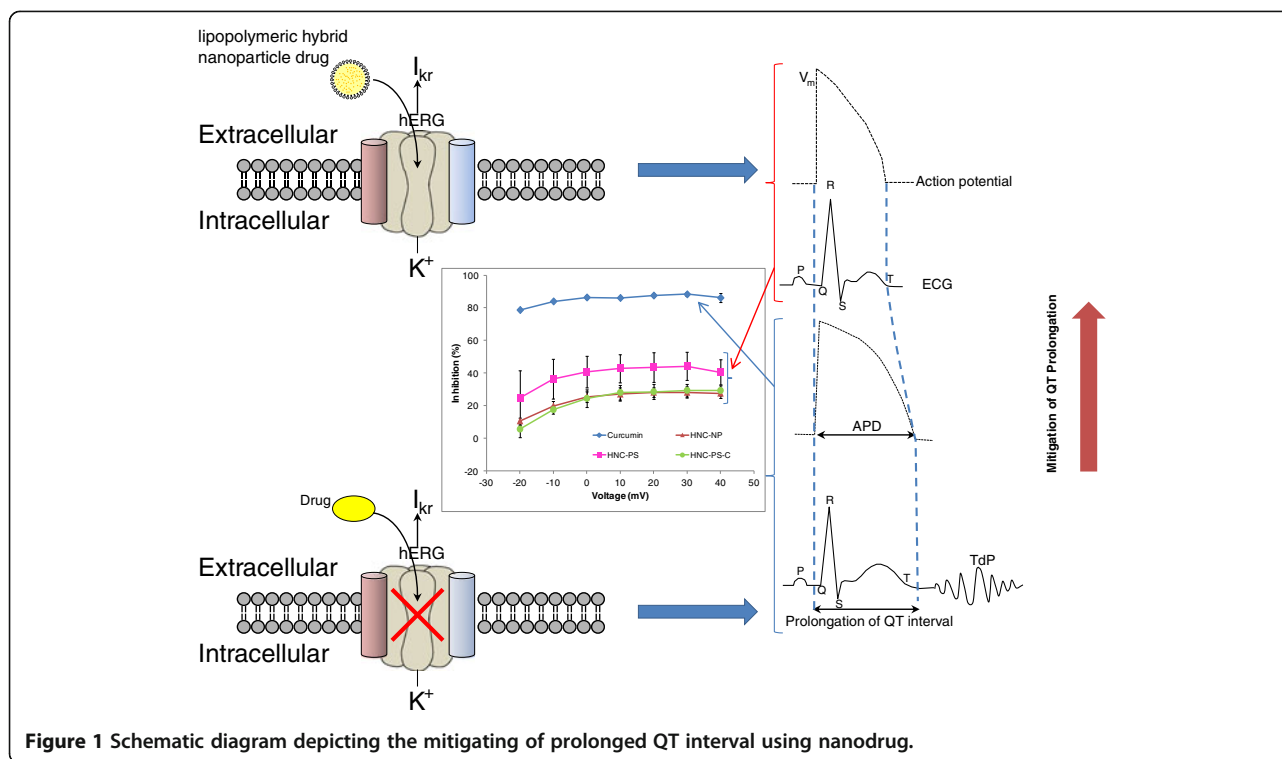 lipopolymeric hybrid
nanoparticle drug
Ikr
hERG
Extracellular
Intracellular
K+
Vm
Action potential
R
P
Q
S
T
ECG
Mitigation of QT Prolongation
100
80
60
40
20
0
-20
Inhibition (%)
-30
-20
-10
0
10
20
30
40
50
Voltage (mV)
Curcumin
HNC-NP
HNC-PS
HNC-PS-C
APD
Drug
Ikr
hERG
Extracellular
Intracellular
K+
R
P
Q
S
T
TdP
Prolongation of QT interval
Figure 1 Schematic diagram depicting the mitigating of prolonged QT interval using nanodrug.